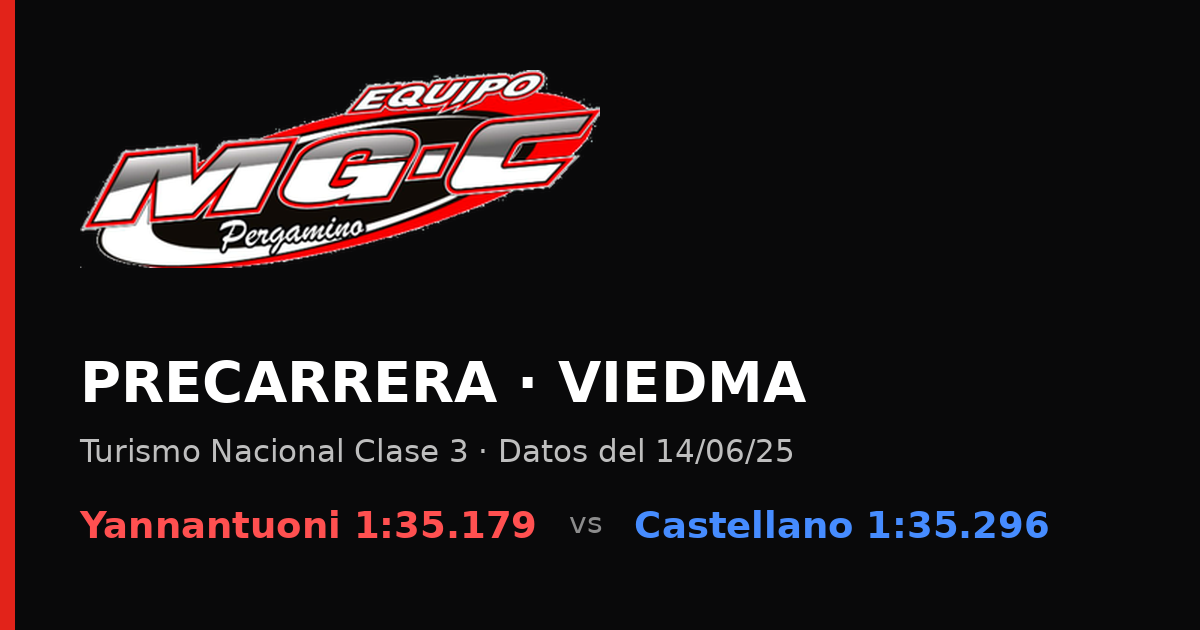 EQUIPO
MG·C
Pergamino
PRECARRERA · VIEDMA
Turismo Nacional Clase 3 · Datos del 14/06/25
Yannantuoni 1:35.179 vs Castellano 1:35.296